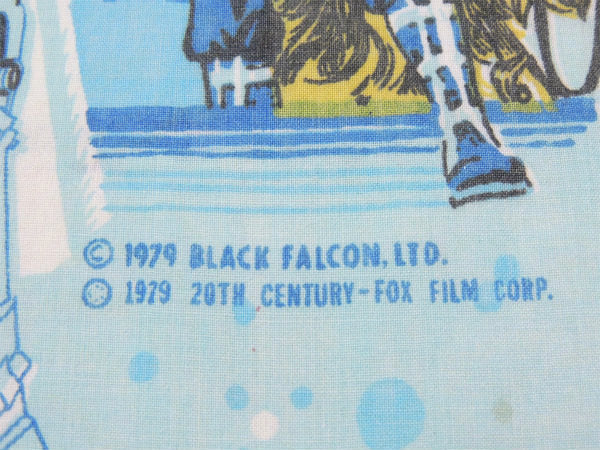 © 1979 BLACK FALCON, LTD.
© 1979 20TH CENTURY-FOX FILM CORP.